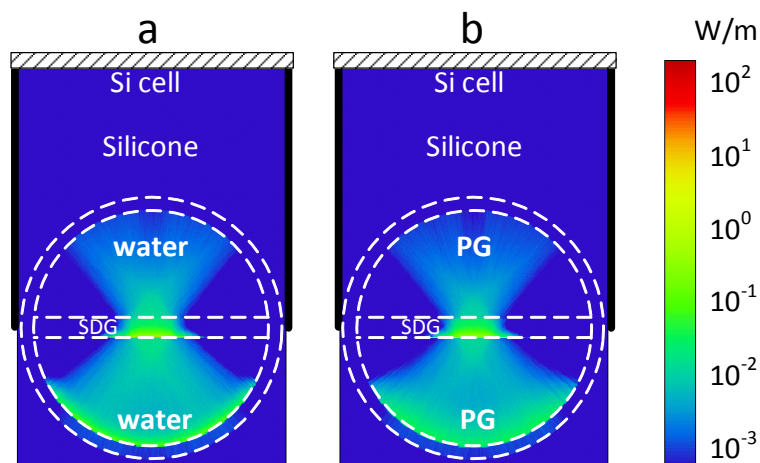 a
b
W/m
Si cell
Si cell
Silicone
Silicone
water
PG
SDG
SDG
water
PG
10²
10¹
10⁰
10⁻¹
10⁻²
10⁻³